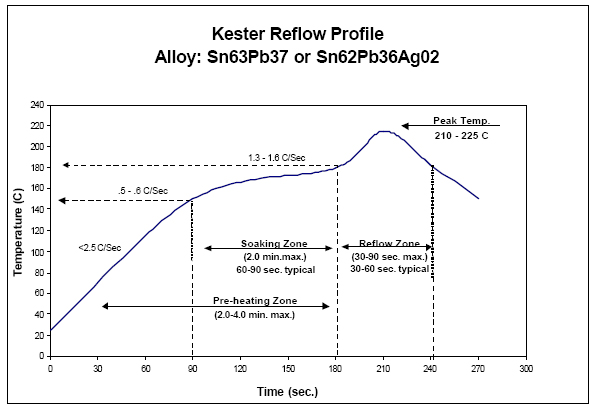 Kester Reflow Profile
Alloy: Sn63Pb37 or Sn62Pb36Ag02
Temperature (C)
240
220
200
180
160
140
120
100
80
60
40
20
0
Peak Temp.
210 - 225 C
1.3 - 1.6 C/Sec
.5 - .6 C/Sec
<2.5 C/Sec
Soaking Zone
(2.0 min.max.)
60-90 sec. typical
Reflow Zone
(30-90 sec. max.)
30-60 sec. typical
Pre-heating Zone
(2.0-4.0 min. max.)
0 30 60 90 120 150 180 210 240 270 300
Time (sec.)